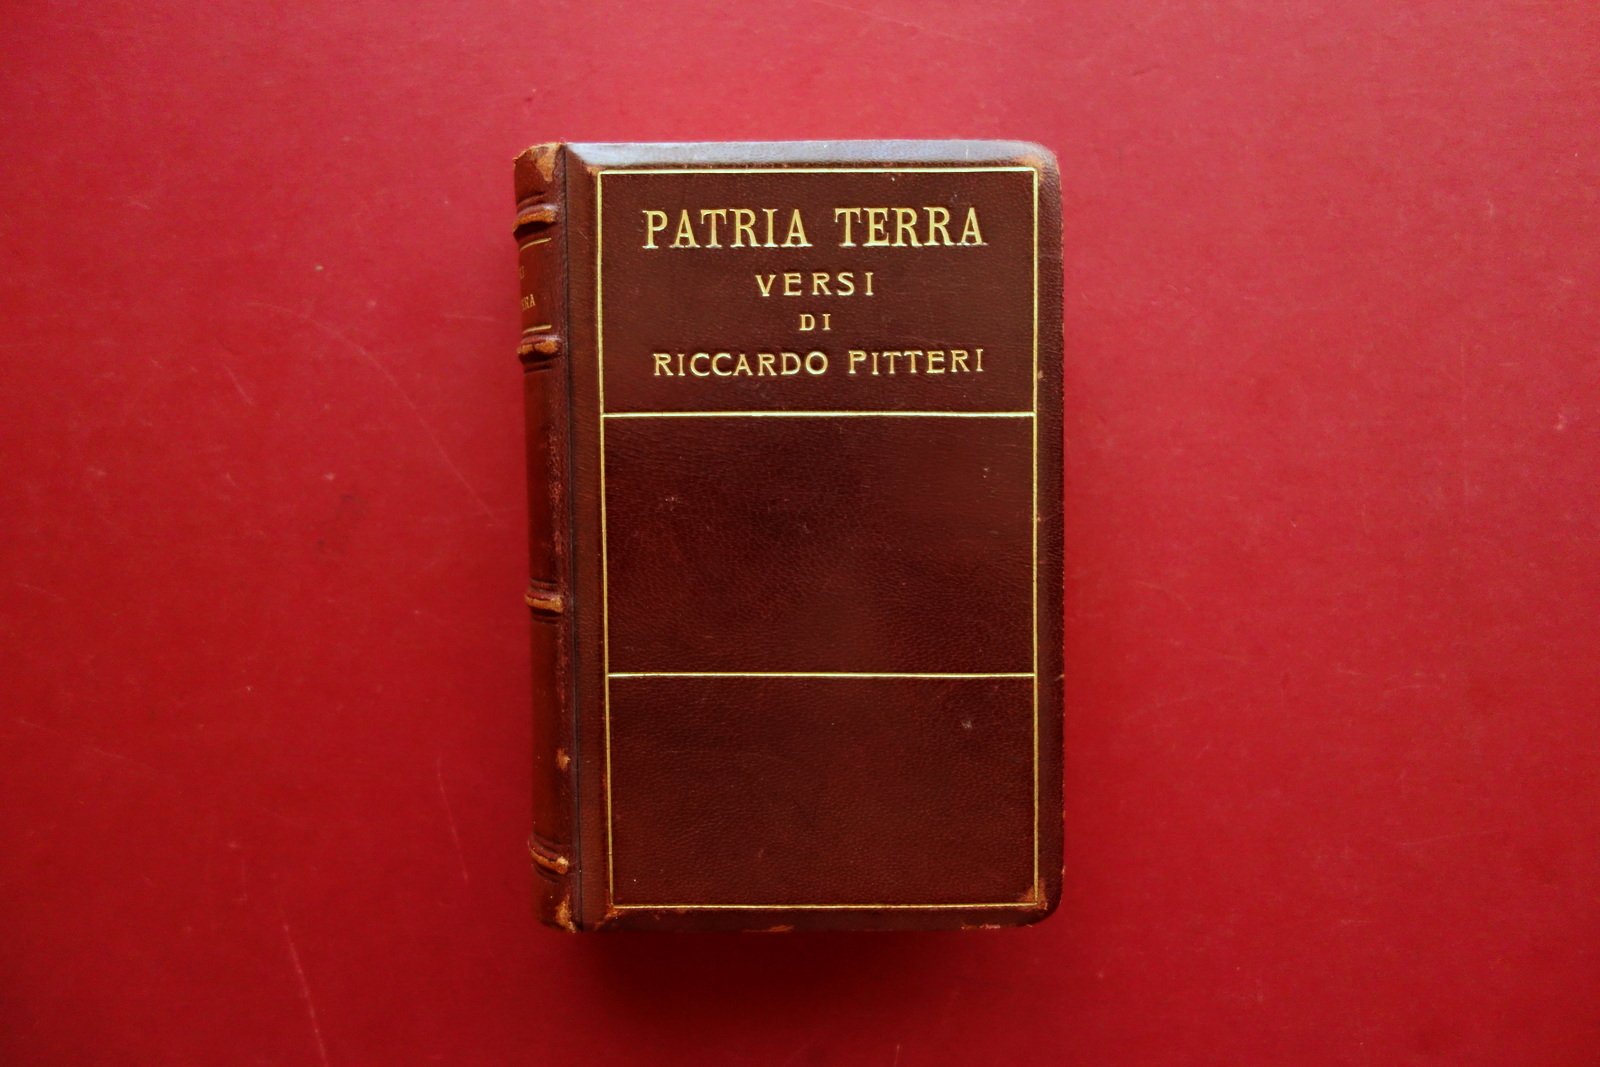 PATRIA TERRA
VERSI
DI
RICCARDO PITTERI